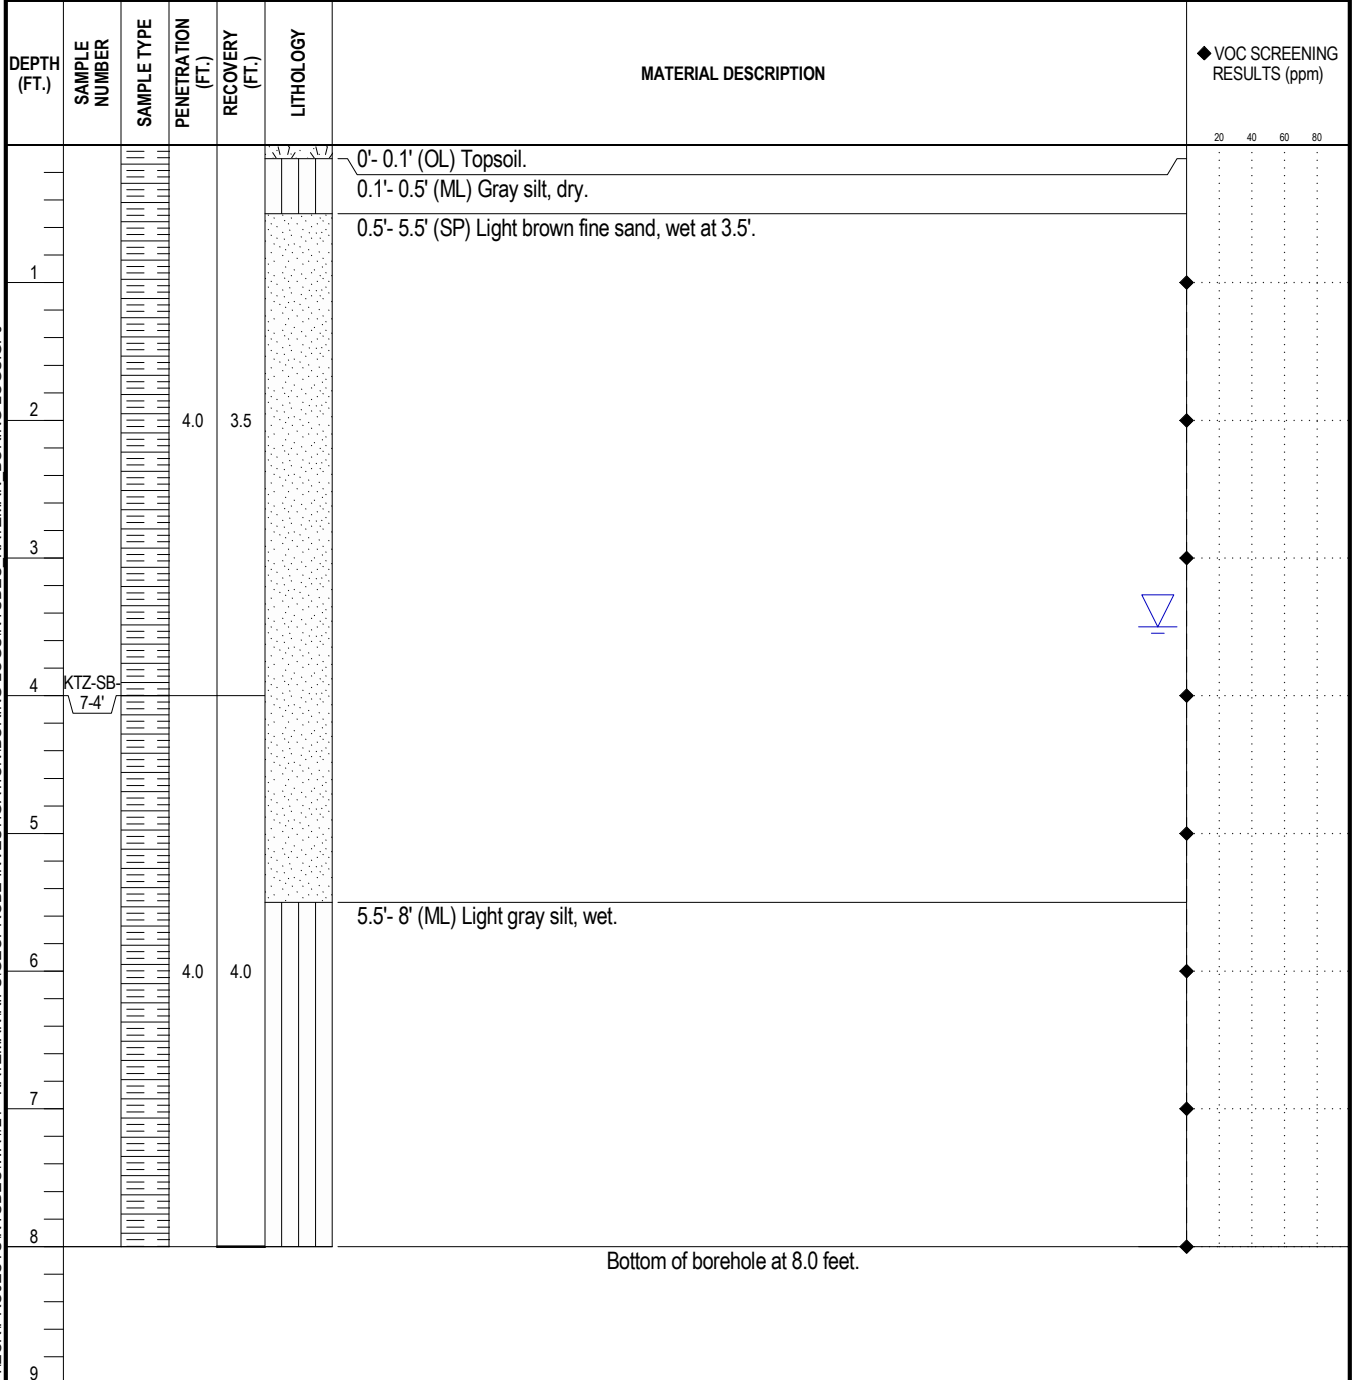 DEPTH
(FT.)
SAMPLE
NUMBER
SAMPLE TYPE
PENETRATION
(FT.)
RECOVERY
(FT.)
LITHOLOGY
MATERIAL DESCRIPTION
VOC SCREENING
RESULTS (ppm)
20 40 60 80
0'- 0.1' (OL) Topsoil.
0.1'- 0.5' (ML) Gray silt, dry.
0.5'- 5.5' (SP) Light brown fine sand, wet at 3.5'.
1
2
4.0 3.5
3
4
KTZ-SB-
7-4'
5
5.5'- 8' (ML) Light gray silt, wet.
6
4.0 4.0
7
8
Bottom of borehole at 8.0 feet.
9